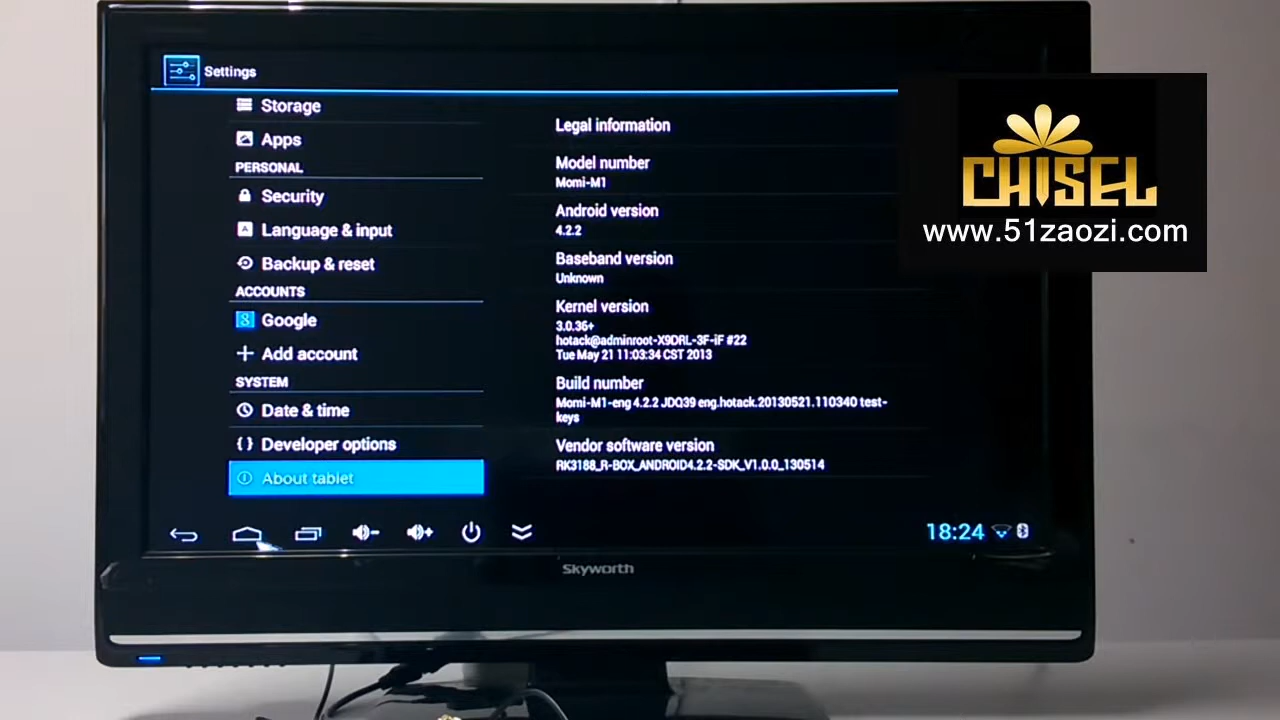 Settings
Storage
Apps
PERSONAL
Security
Language & input
Backup & reset
ACCOUNTS
Google
Add account
SYSTEM
Date & time
Developer options
About tablet
Legal information
Model number
Momi-M1
Android version
4.2.2
Baseband version
Unknown
Kernel version
3.0.36+
hotack@adminroot-X9DRL-3F-iF #22
Tue May 21 11:03:34 CST 2013
Build number
Momi-M1-eng 4.2.2 JDQ39 eng.hotack.20130521.110340 test-
keys
Vendor software version
RK3188_R-BOX_ANDROID4.2.2-SDK_V1.0.0_130514
18:24
Skyworth
CHISEL
www.51zaozi.com